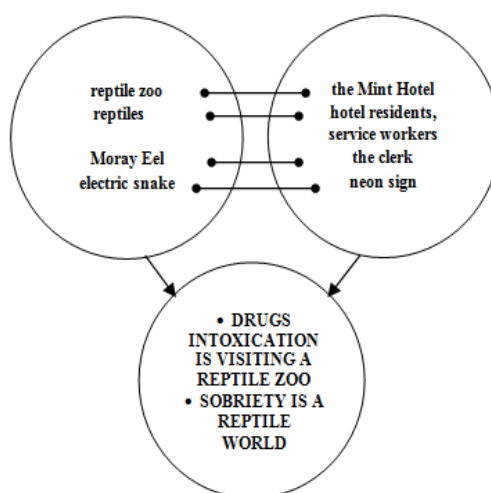 reptile zoo
reptiles
Moray Eel
electric snake
the Mint Hotel
hotel residents,
service workers
the clerk
neon sign
• DRUGS
INTOXICATION
IS VISITING A
REPTILE ZOO
• SOBRIETY IS A
REPTILE
WORLD